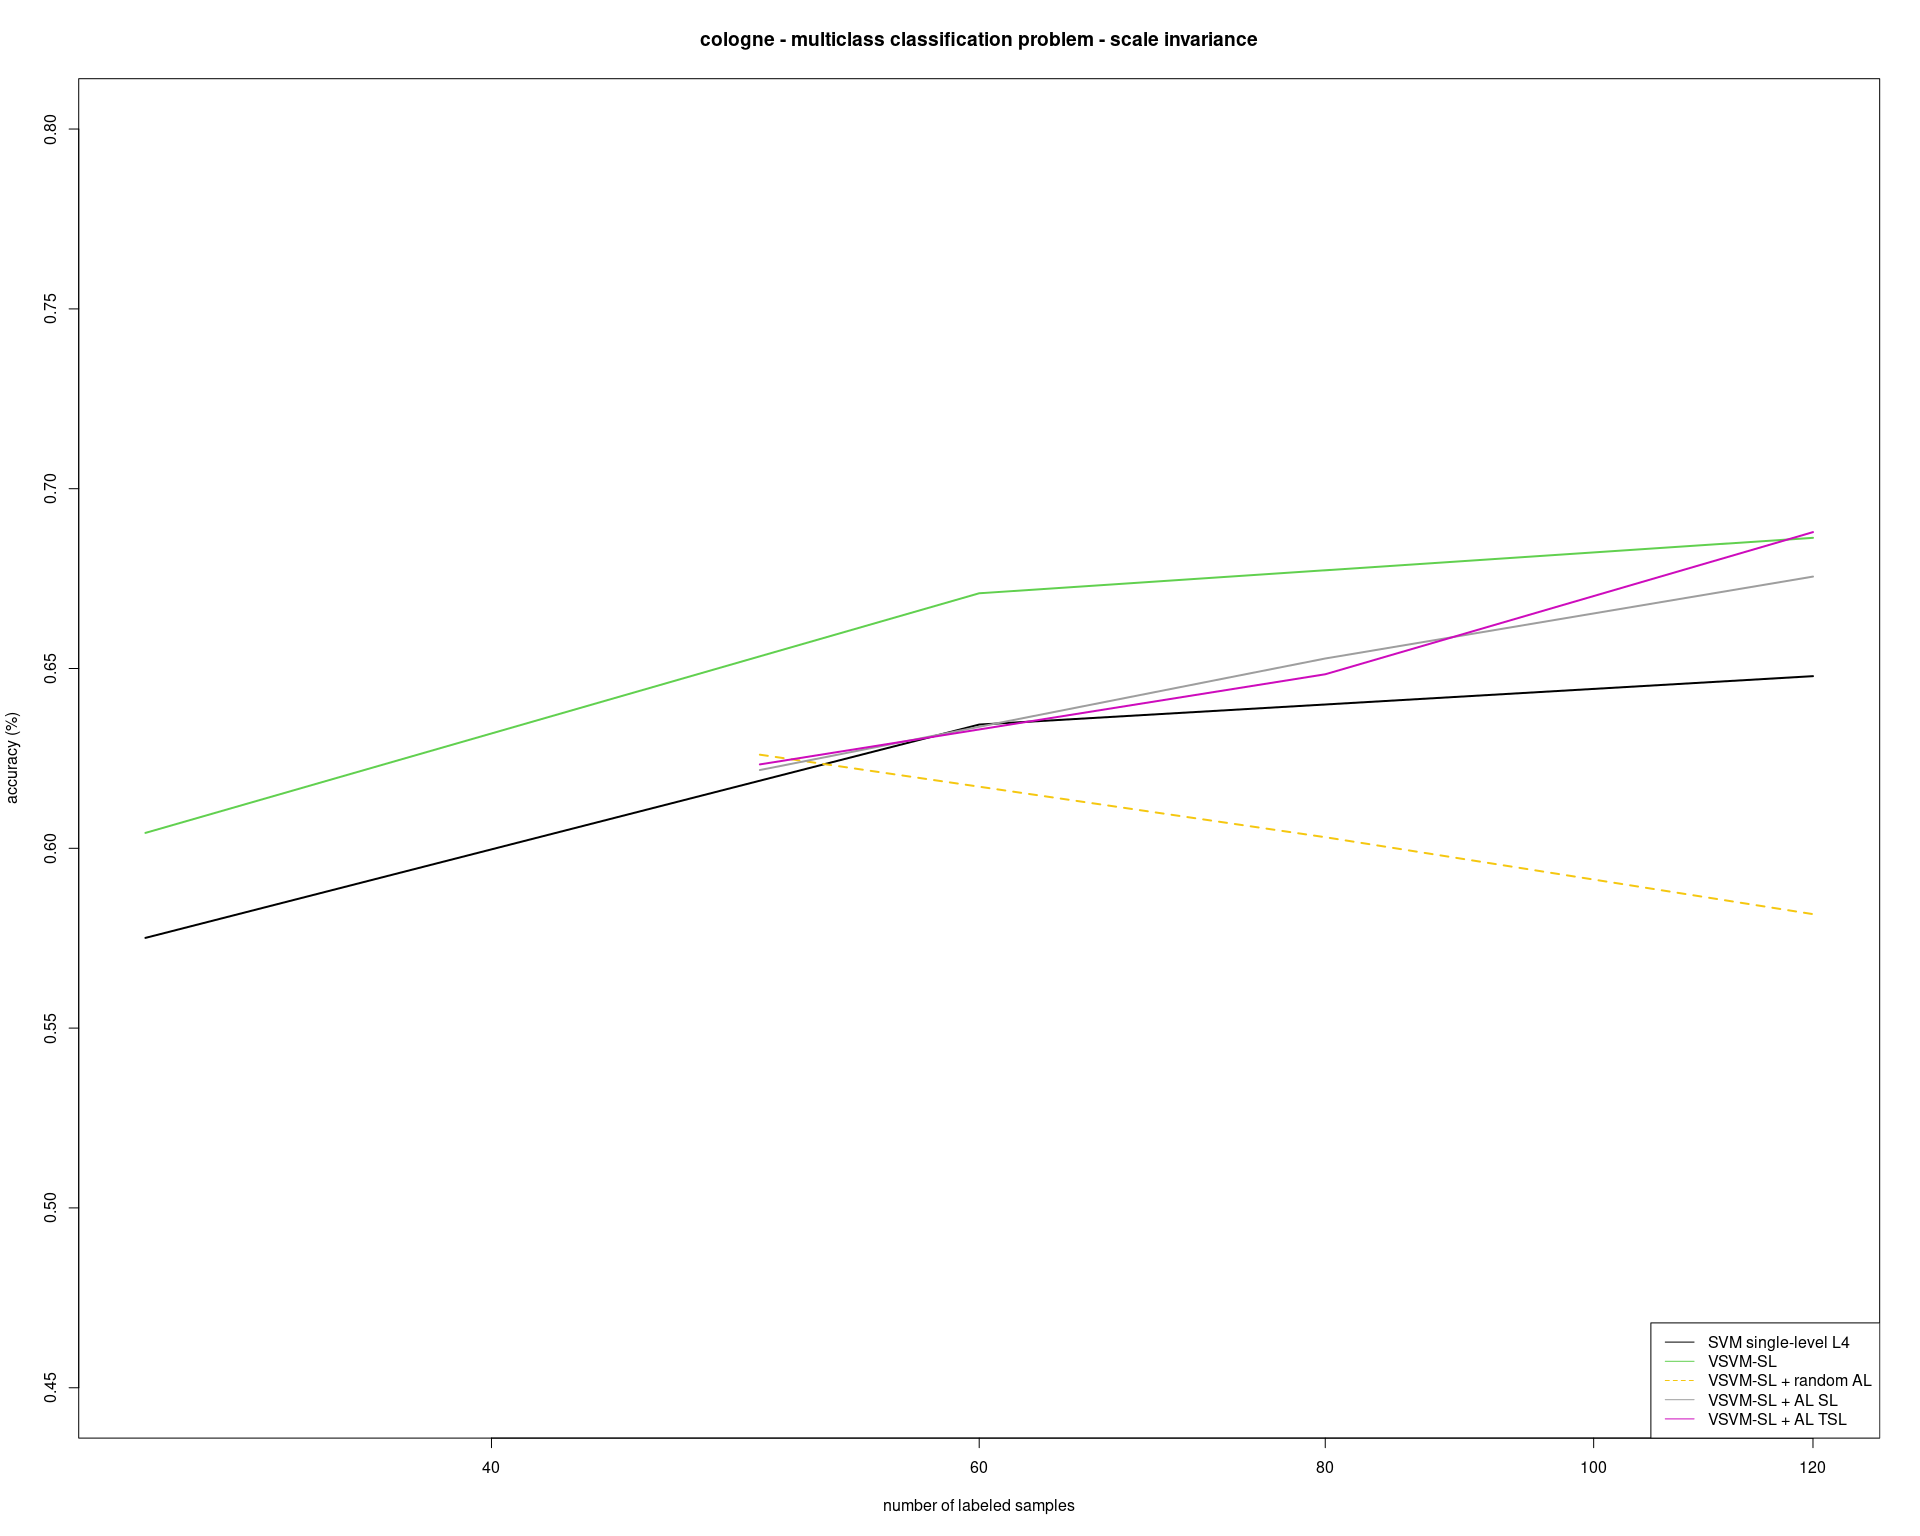 cologne - multiclass classification problem - scale invariance
0.80
0.75
0.70
0.65
0.60
0.55
0.50
0.45
accuracy (%)
40
60
80
100
120
number of labeled samples
SVM single-level L4
VSVM-SL
VSVM-SL + random AL
VSVM-SL + AL SL
VSVM-SL + AL TSL